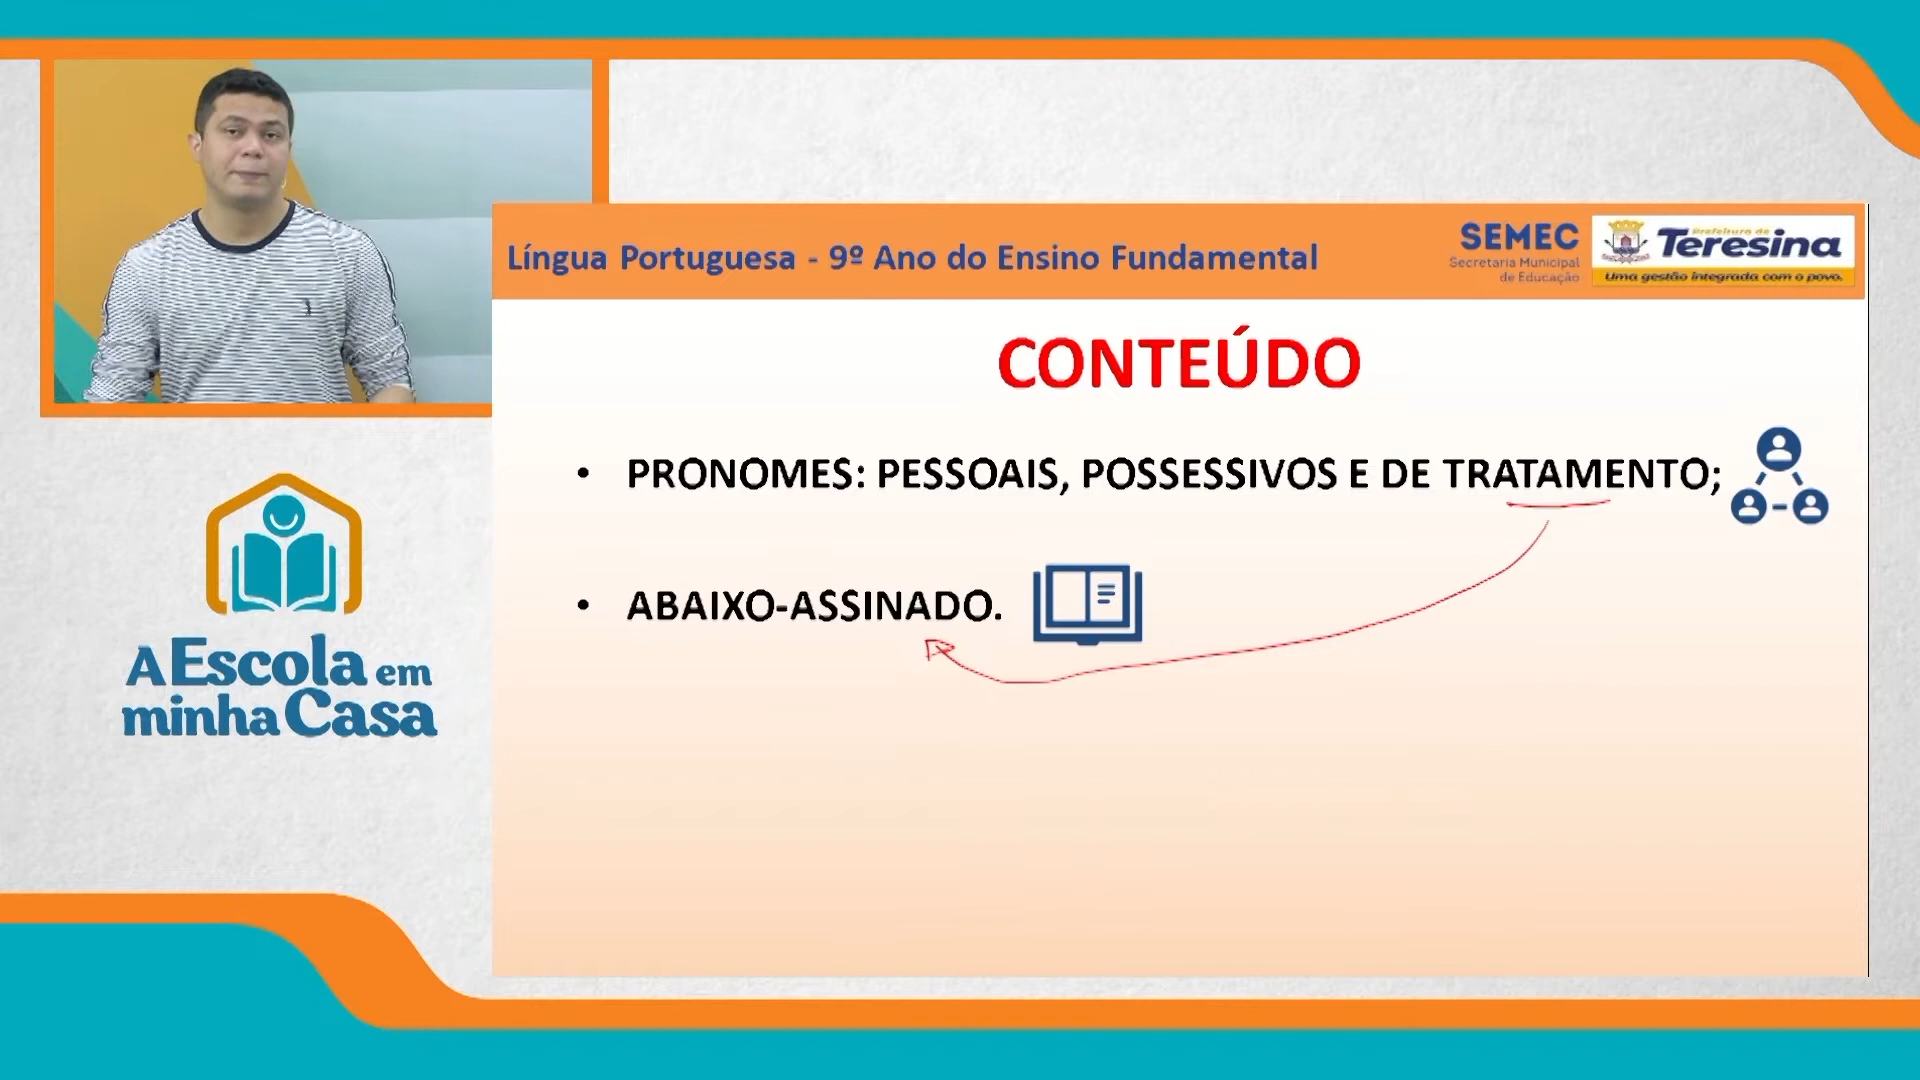 Língua Portuguesa - 9º Ano do Ensino Fundamental
SEMEC
Secretaria Municipal
de Educação
Prefeitura de
Teresina
Uma gestão integrada com o povo.
CONTEÚDO
• PRONOMES: PESSOAIS, POSSESSIVOS E DE TRATAMENTO;
• ABAIXO-ASSINADO.
A Escola em
minha Casa